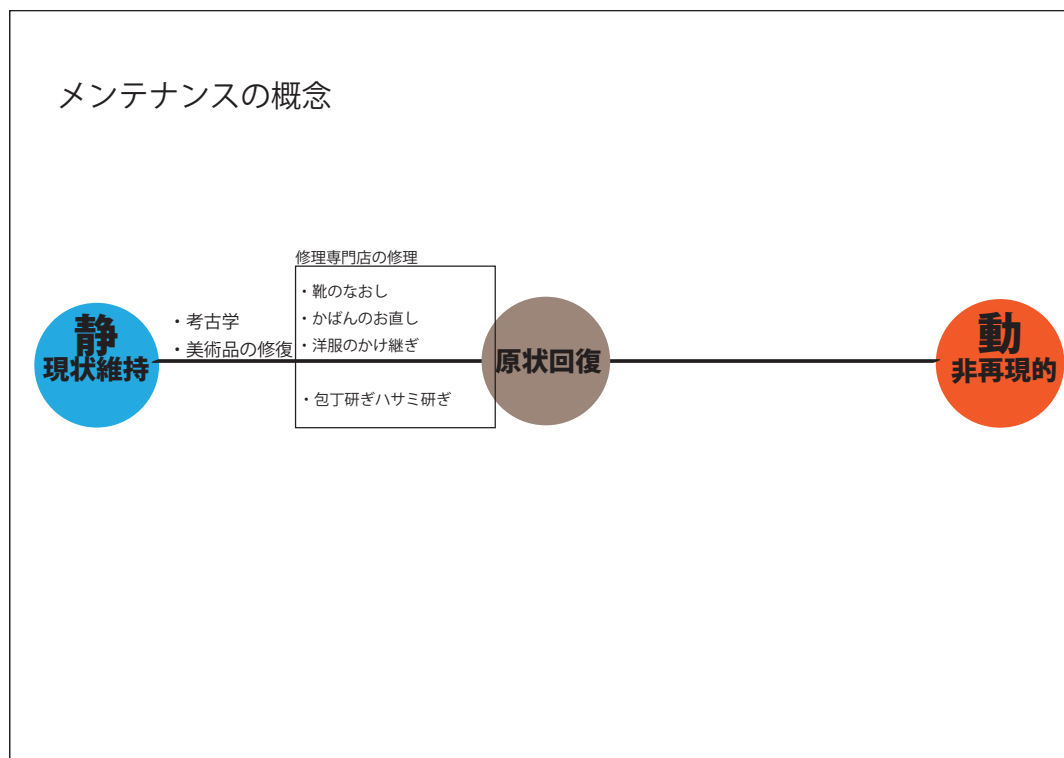 メンテナンスの概念
修理専門店の修理
・靴のなおし
・かばんのお直し
・洋服のかけ継ぎ
・包丁研ぎハサミ研ぎ
・考古学
・美術品の修復
静
現状維持
原状回復
動
非再現的